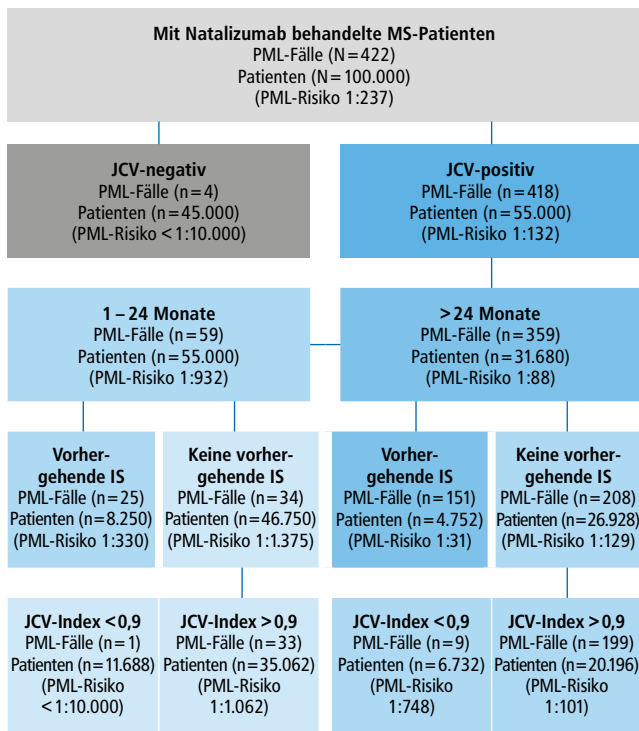 Mit Natalizumab behandelte MS-Patienten
PML-Fälle (N=422)
Patienten (N=100.000)
(PML-Risiko 1:237)
JCV-negativ
PML-Fälle (n=4)
Patienten (n=45.000)
(PML-Risiko <1:10.000)
JCV-positiv
PML-Fälle (n=418)
Patienten (n=55.000)
(PML-Risiko 1:132)
1–24 Monate
PML-Fälle (n=59)
Patienten (n=55.000)
(PML-Risiko 1:932)
>24 Monate
PML-Fälle (n=359)
Patienten (n=31.680)
(PML-Risiko 1:88)
Vorher-
gehende IS
PML-Fälle (n=25)
Patienten (n=8.250)
(PML-Risiko 1:330)
Keine vorher-
gehende IS
PML-Fälle (n=34)
Patienten (n=46.750)
(PML-Risiko 1:1.375)
Vorher-
gehende IS
PML-Fälle (n=151)
Patienten (n=4.752)
(PML-Risiko 1:31)
Keine vorher-
gehende IS
PML-Fälle (n=208)
Patienten (n=26.928)
(PML-Risiko 1:129)
JCV-Index <0,9
PML-Fälle (n=1)
Patienten (n=11.688)
(PML-Risiko
<1:10.000)
JCV-Index >0,9
PML-Fälle (n=33)
Patienten (n=35.062)
(PML-Risiko
1:1.062)
JCV-Index <0,9
PML-Fälle (n=9)
Patienten (n=6.732)
(PML-Risiko
1:748)
JCV-Index >0,9
PML-Fälle (n=199)
Patienten (n=20.196)
(PML-Risiko
1:101)